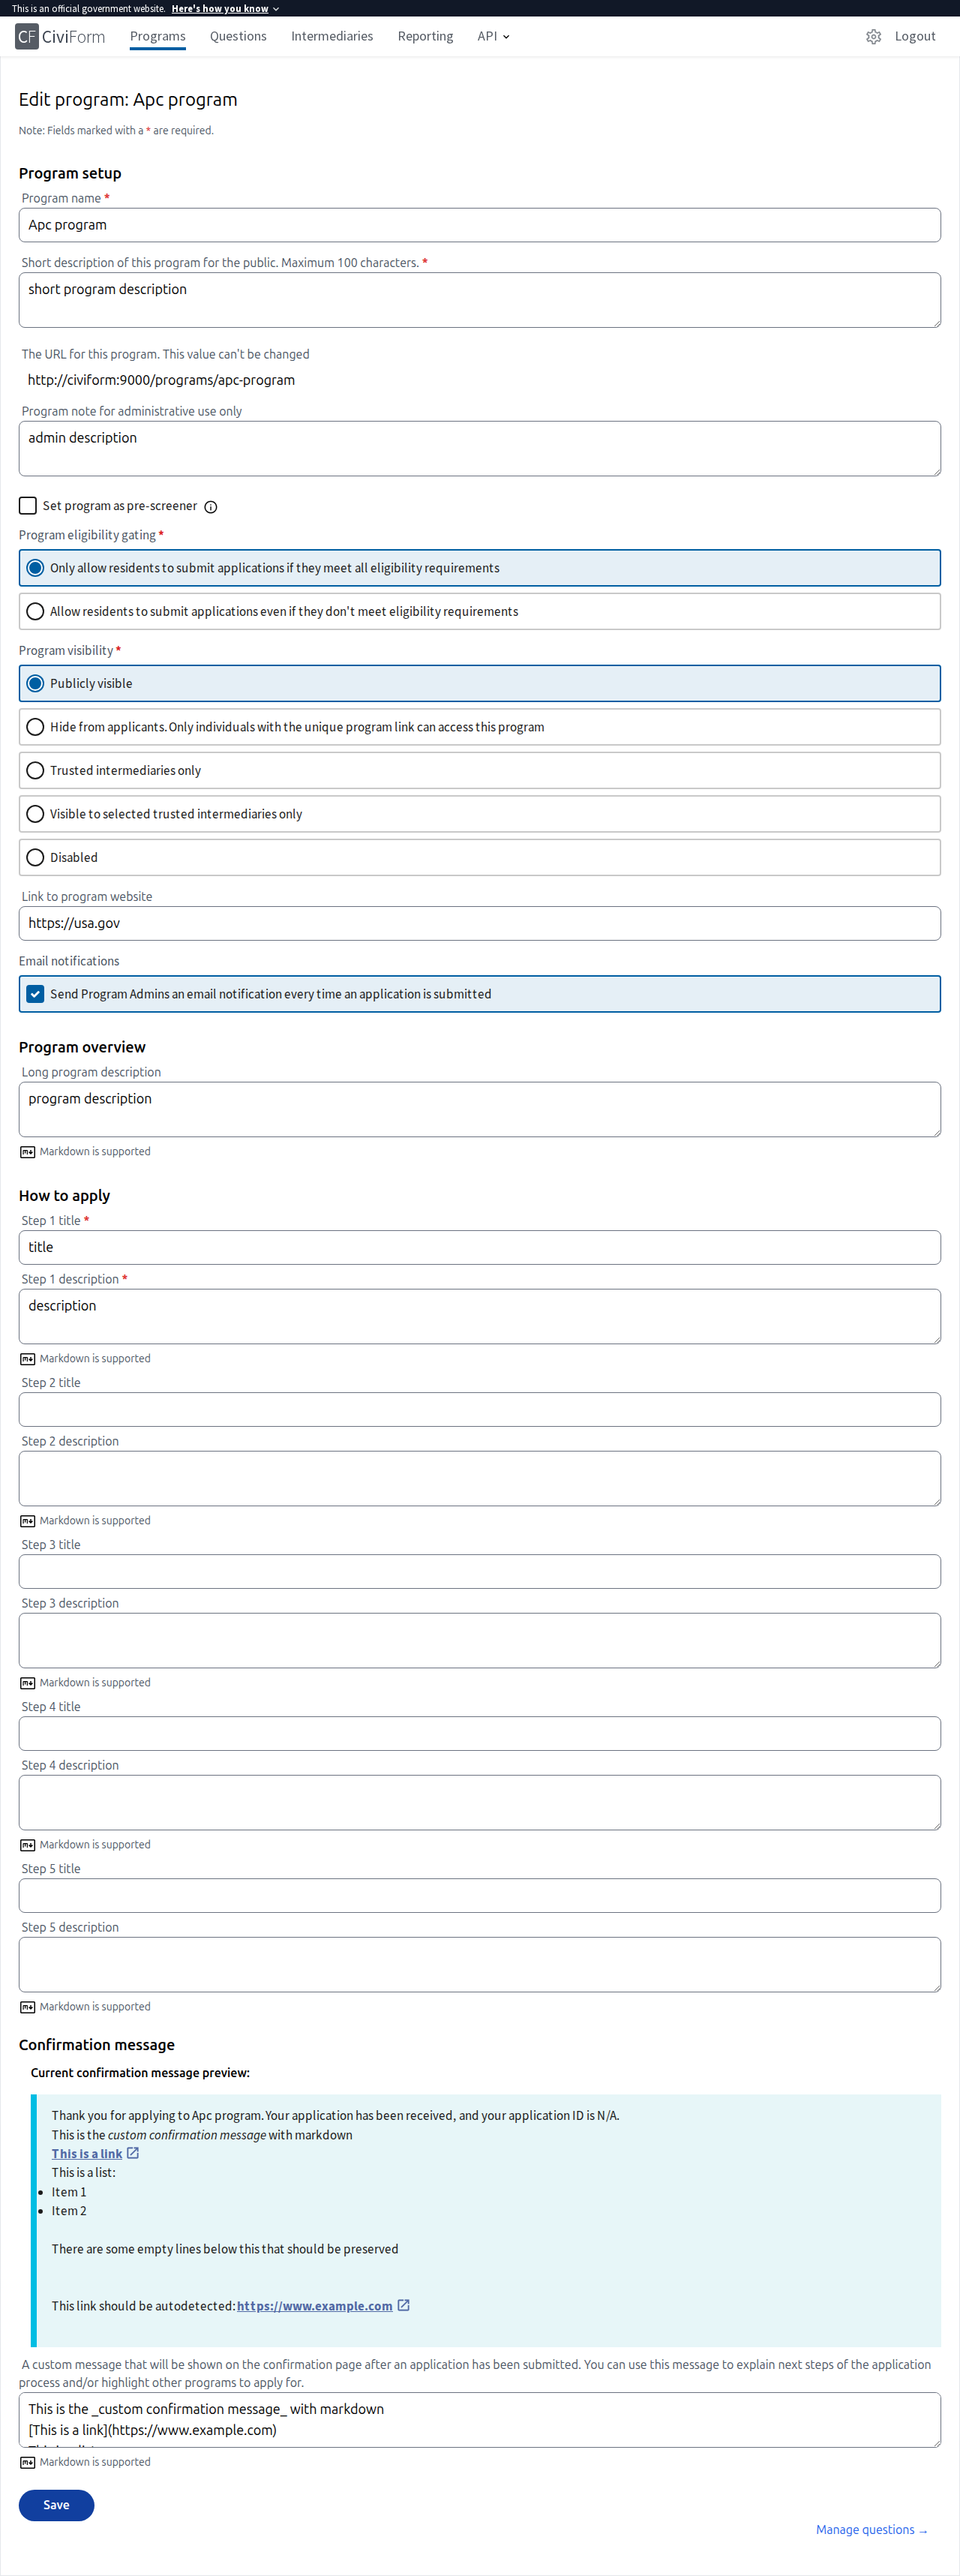 This is an official government website. Here's how you know
CF CiviForm Programs Questions Intermediaries Reporting API Logout
Edit program: Apc program
Note: Fields marked with a * are required.
Program setup
Program name *
Apc program
Short description of this program for the public. Maximum 100 characters. *
short program description
The URL for this program. This value can't be changed
http://civiform:9000/programs/apc-program
Program note for administrative use only
admin description
Set program as pre-screener
Program eligibility gating *
Only allow residents to submit applications if they meet all eligibility requirements
Allow residents to submit applications even if they don't meet eligibility requirements
Program visibility *
Publicly visible
Hide from applicants. Only individuals with the unique program link can access this program
Trusted intermediaries only
Visible to selected trusted intermediaries only
Disabled
Link to program website
https://usa.gov
Email notifications
Send Program Admins an email notification every time an application is submitted
Program overview
Long program description
program description
Markdown is supported
How to apply
Step 1 title *
title
Step 1 description *
description
Markdown is supported
Step 2 title
Step 2 description
Markdown is supported
Step 3 title
Step 3 description
Markdown is supported
Step 4 title
Step 4 description
Markdown is supported
Step 5 title
Step 5 description
Markdown is supported
Confirmation message
Current confirmation message preview:
Thank you for applying to Apc program. Your application has been received, and your application ID is N/A.
This is the custom confirmation message with markdown
This is a link
This is a list:
Item 1
Item 2
There are some empty lines below this that should be preserved
This link should be autodetected: https://www.example.com
A custom message that will be shown on the confirmation page after an application has been submitted. You can use this message to explain next steps of the application
process and/or highlight other programs to apply for.
This is the _custom confirmation message_ with markdown
[This is a link](https://www.example.com)
Markdown is supported
Save
Manage questions →